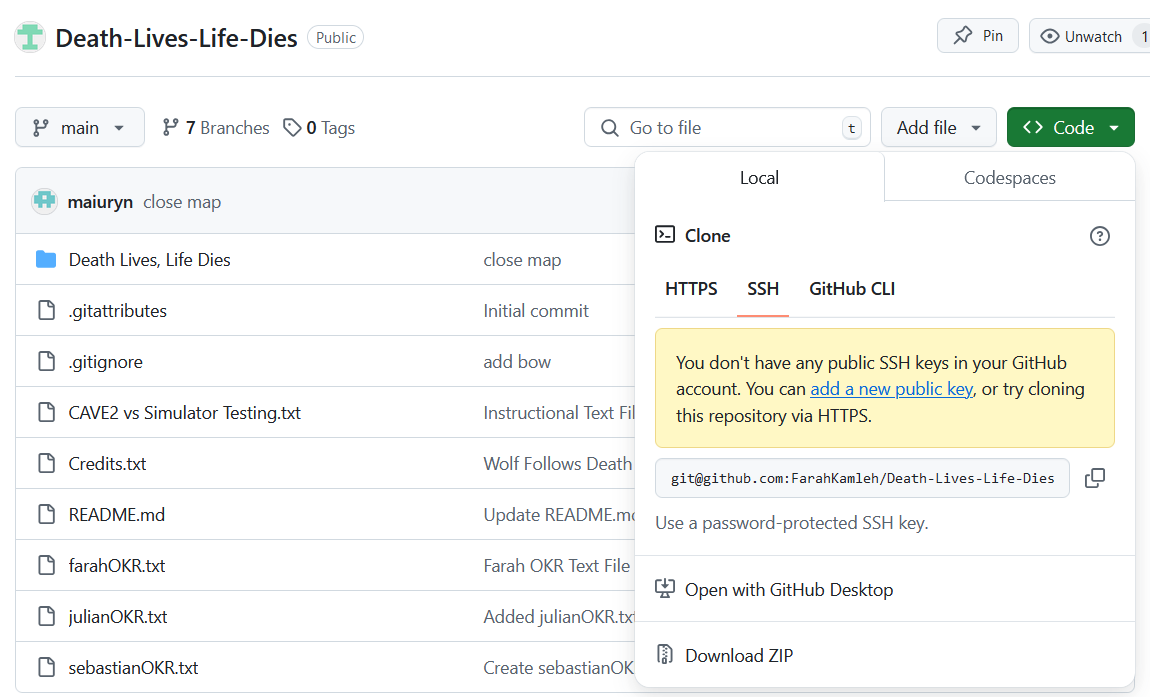 Death-Lives-Life-Dies Public
Pin
Unwatch 1
main
7 Branches
0 Tags
Go to file t
Add file
Code
maiuryn close map
Death Lives, Life Dies close map
.gitattributes Initial commit
.gitignore add bow
CAVE2 vs Simulator Testing.txt Instructional Text Fil
Credits.txt Wolf Follows Death
README.md Update README.md
farahOKR.txt Farah OKR Text File
julianOKR.txt Added julianOKR.txt
sebastianOKR.txt Create sebastianOK
Local Codespaces
Clone
HTTPS SSH GitHub CLI
You don't have any public SSH keys in your GitHub
account. You can add a new public key, or try cloning
this repository via HTTPS.
git@github.com:FarahKamleh/Death-Lives-Life-Dies
Use a password-protected SSH key.
Open with GitHub Desktop
Download ZIP